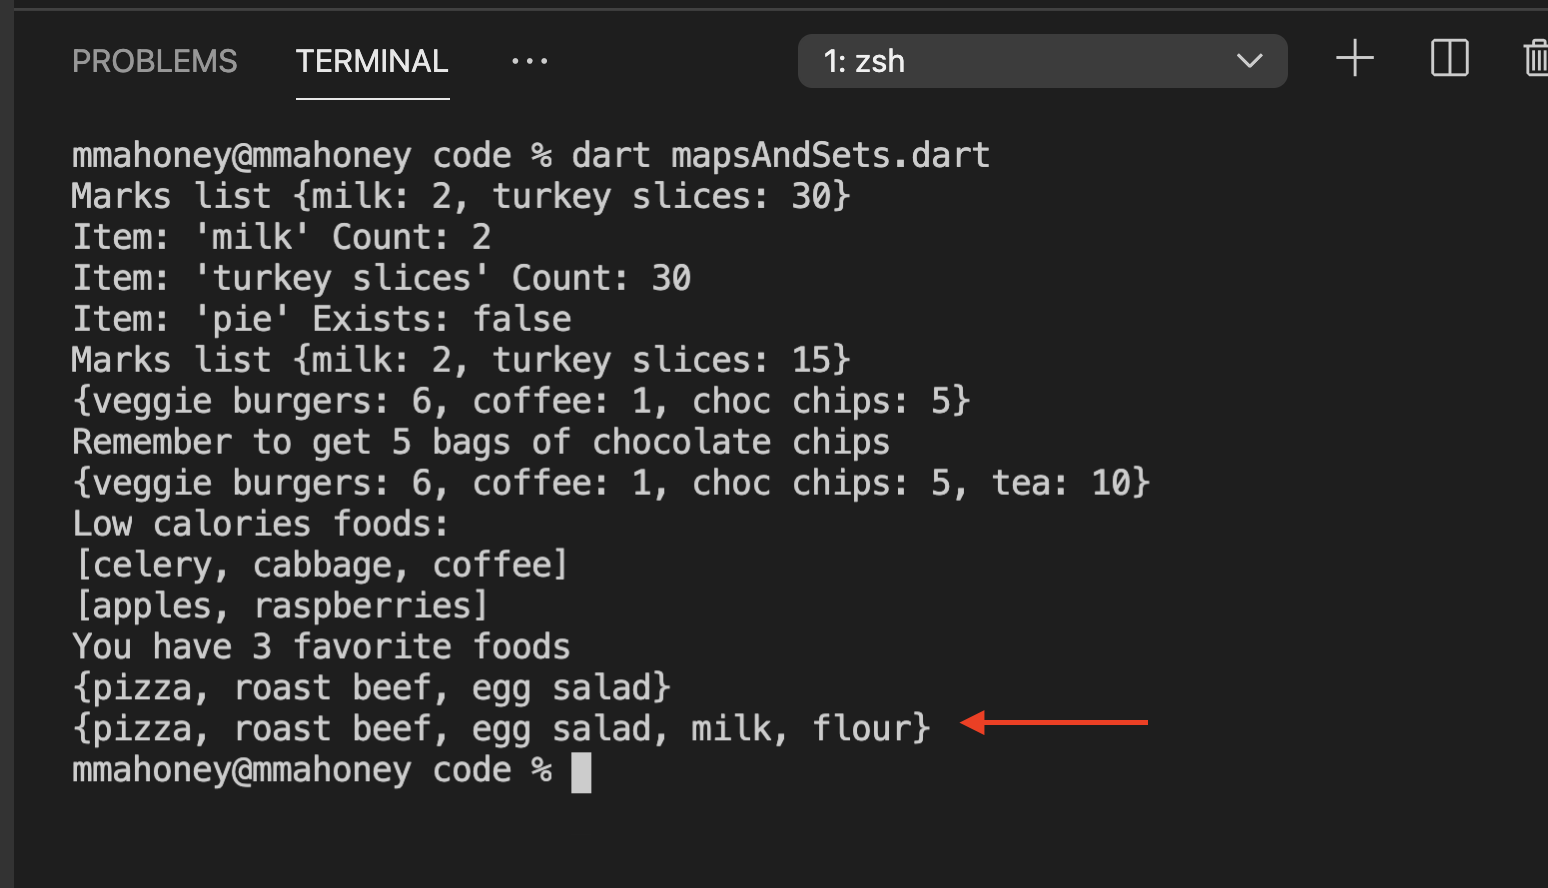 PROBLEMS TERMINAL ... 1: zsh
mmahoney@mmahoney code % dart mapsAndSets.dart
Marks list {milk: 2, turkey slices: 30}
Item: 'milk' Count: 2
Item: 'turkey slices' Count: 30
Item: 'pie' Exists: false
Marks list {milk: 2, turkey slices: 15}
{veggie burgers: 6, coffee: 1, choc chips: 5}
Remember to get 5 bags of chocolate chips
{veggie burgers: 6, coffee: 1, choc chips: 5, tea: 10}
Low calories foods:
[celery, cabbage, coffee]
[apples, raspberries]
You have 3 favorite foods
{pizza, roast beef, egg salad}
{pizza, roast beef, egg salad, milk, flour}
mmahoney@mmahoney code %